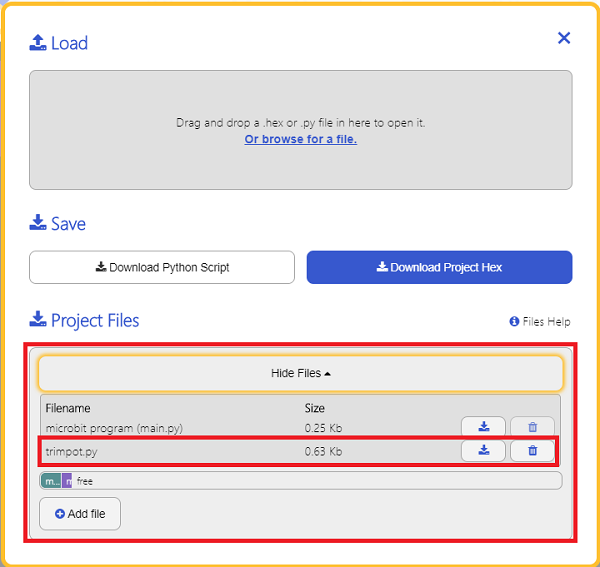 Load
Drag and drop a .hex or .py file in here to open it.
Or browse for a file.
Save
Download Python Script
Download Project Hex
Project Files
Files Help
Hide Files
Filename Size
microbit program (main.py) 0.25 Kb
trimpot.py 0.63 Kb
m... m free
Add file